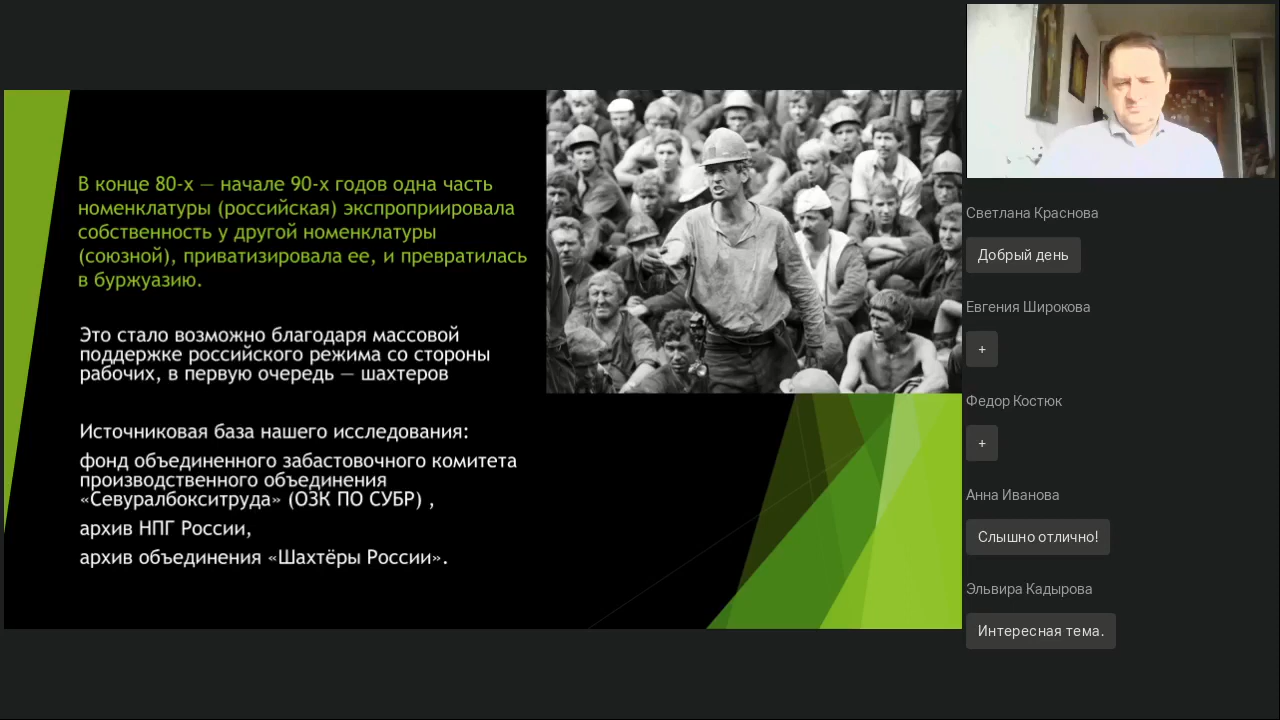 В конце 80-х — начале 90-х годов одна часть
номенклатуры (российская) экспроприировала
собственность у другой номенклатуры
(союзной), приватизировала ее, и превратилась
в буржуазию.
Это стало возможно благодаря массовой
поддержке российского режима со стороны
рабочих, в первую очередь — шахтеров
Источниковая база нашего исследования:
фонд объединенного забастовочного комитета
производственного объединения
«Севуралбокситруда» (ОЗК ПО СУБР) ,
архив НПГ России,
архив объединения «Шахтёры России».
Светлана Краснова
Добрый день
Евгения Широкова
+
Федор Костюк
+
Анна Иванова
Слышно отлично!
Эльвира Кадырова
Интересная тема.